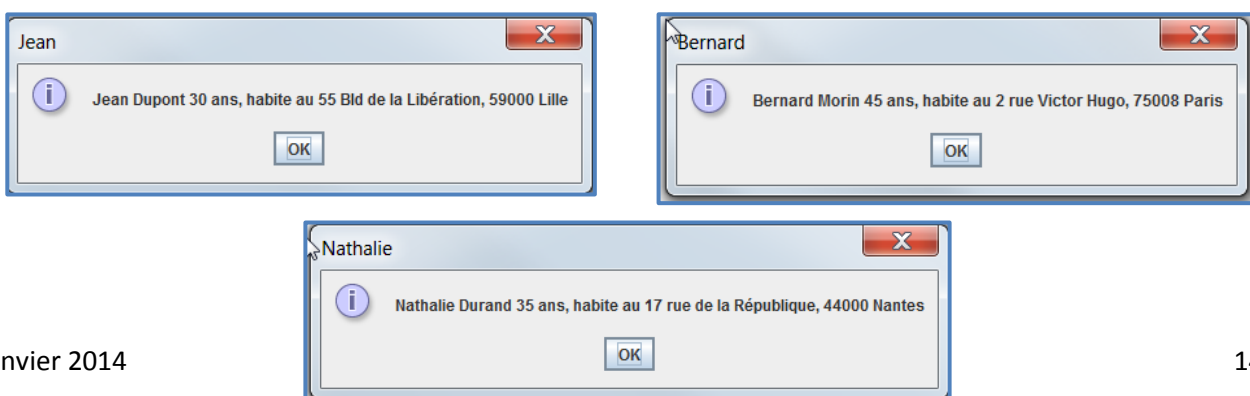 Jean
Jean Dupont 30 ans, habite au 55 Bld de la Libération, 59000 Lille
OK
Bernard
Bernard Morin 45 ans, habite au 2 rue Victor Hugo, 75008 Paris
OK
Nathalie
Nathalie Durand 35 ans, habite au 17 rue de la République, 44000 Nantes
OK
nvier 2014